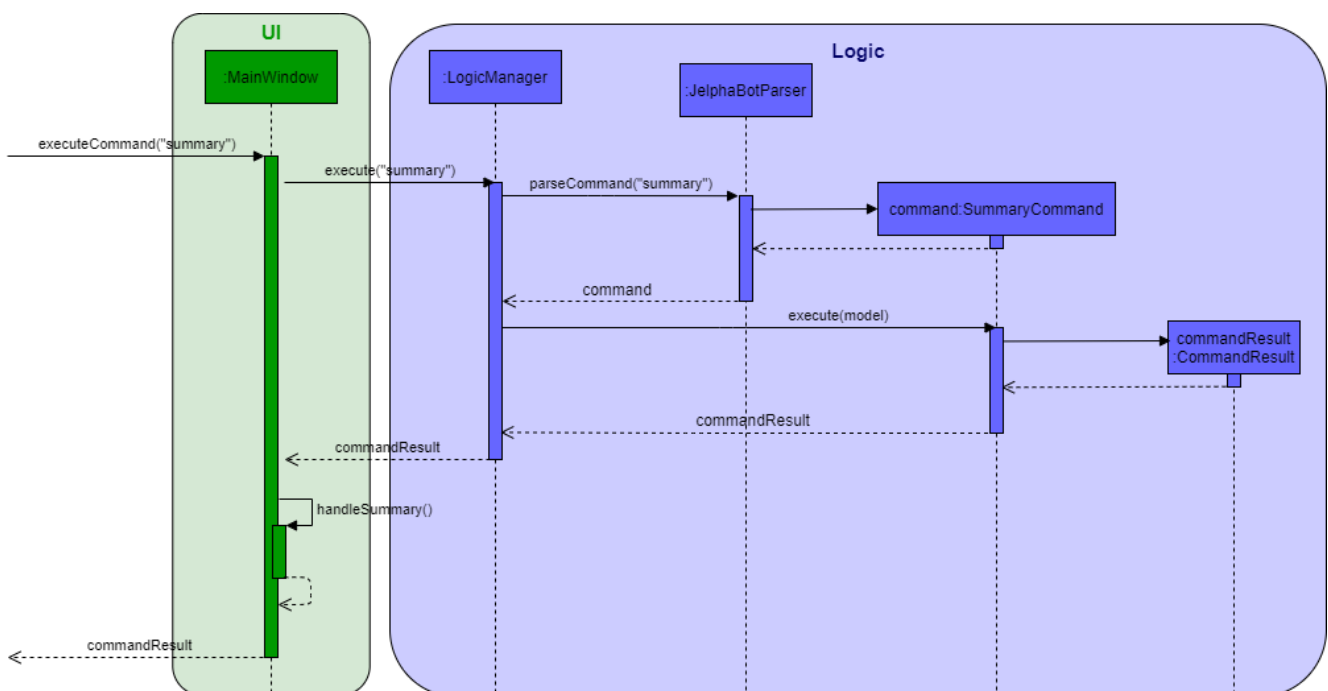 UI
Logic
:MainWindow
:LogicManager
:JelphaBotParser
executeCommand("summary")
execute("summary")
parseCommand("summary")
command:SummaryCommand
command
execute(model)
commandResult
:CommandResult
commandResult
commandResult
handleSummary()
commandResult